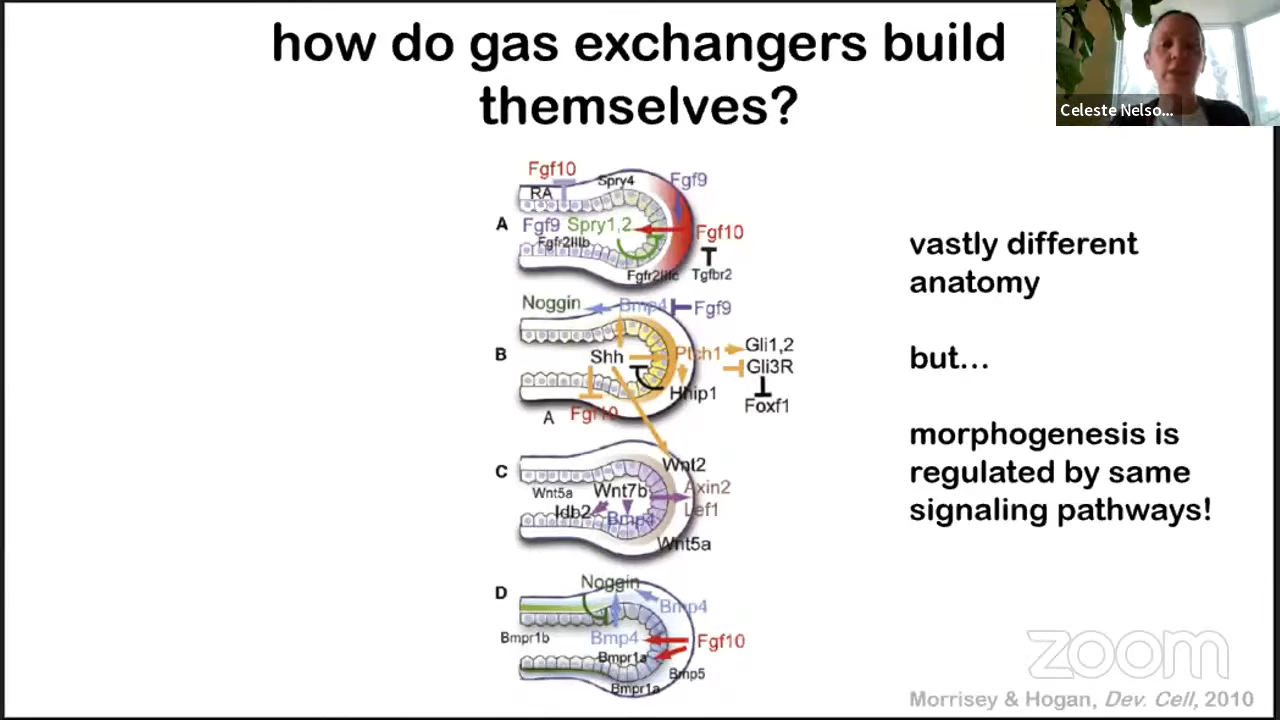 how do gas exchangers build
themselves?
Celeste Nelso...
Fgf10
RA
Spry4
Fgf9
A
Fgf9
Spry1,2
Fgf10
Fgfr2IIIb
Fgfr2IIIc
Tgfbr2
Noggin
Bmp4
Fgf9
B
Shh
Ptch1
Gli1,2
Gli3R
Hhip1
Foxf1
A
Fgf10
Wnt2
C
Wnt5a
Wnt7b
Axin2
Idb2
Bmp4
Lef1
Wnt5a
D
Noggin
Bmp4
Bmpr1b
Bmp4
Fgf10
Bmpr1a
Bmp5
Bmpr1a
vastly different
anatomy
but...
morphogenesis is
regulated by same
signaling pathways!
zoom
Morrisey & Hogan, Dev. Cell, 2010